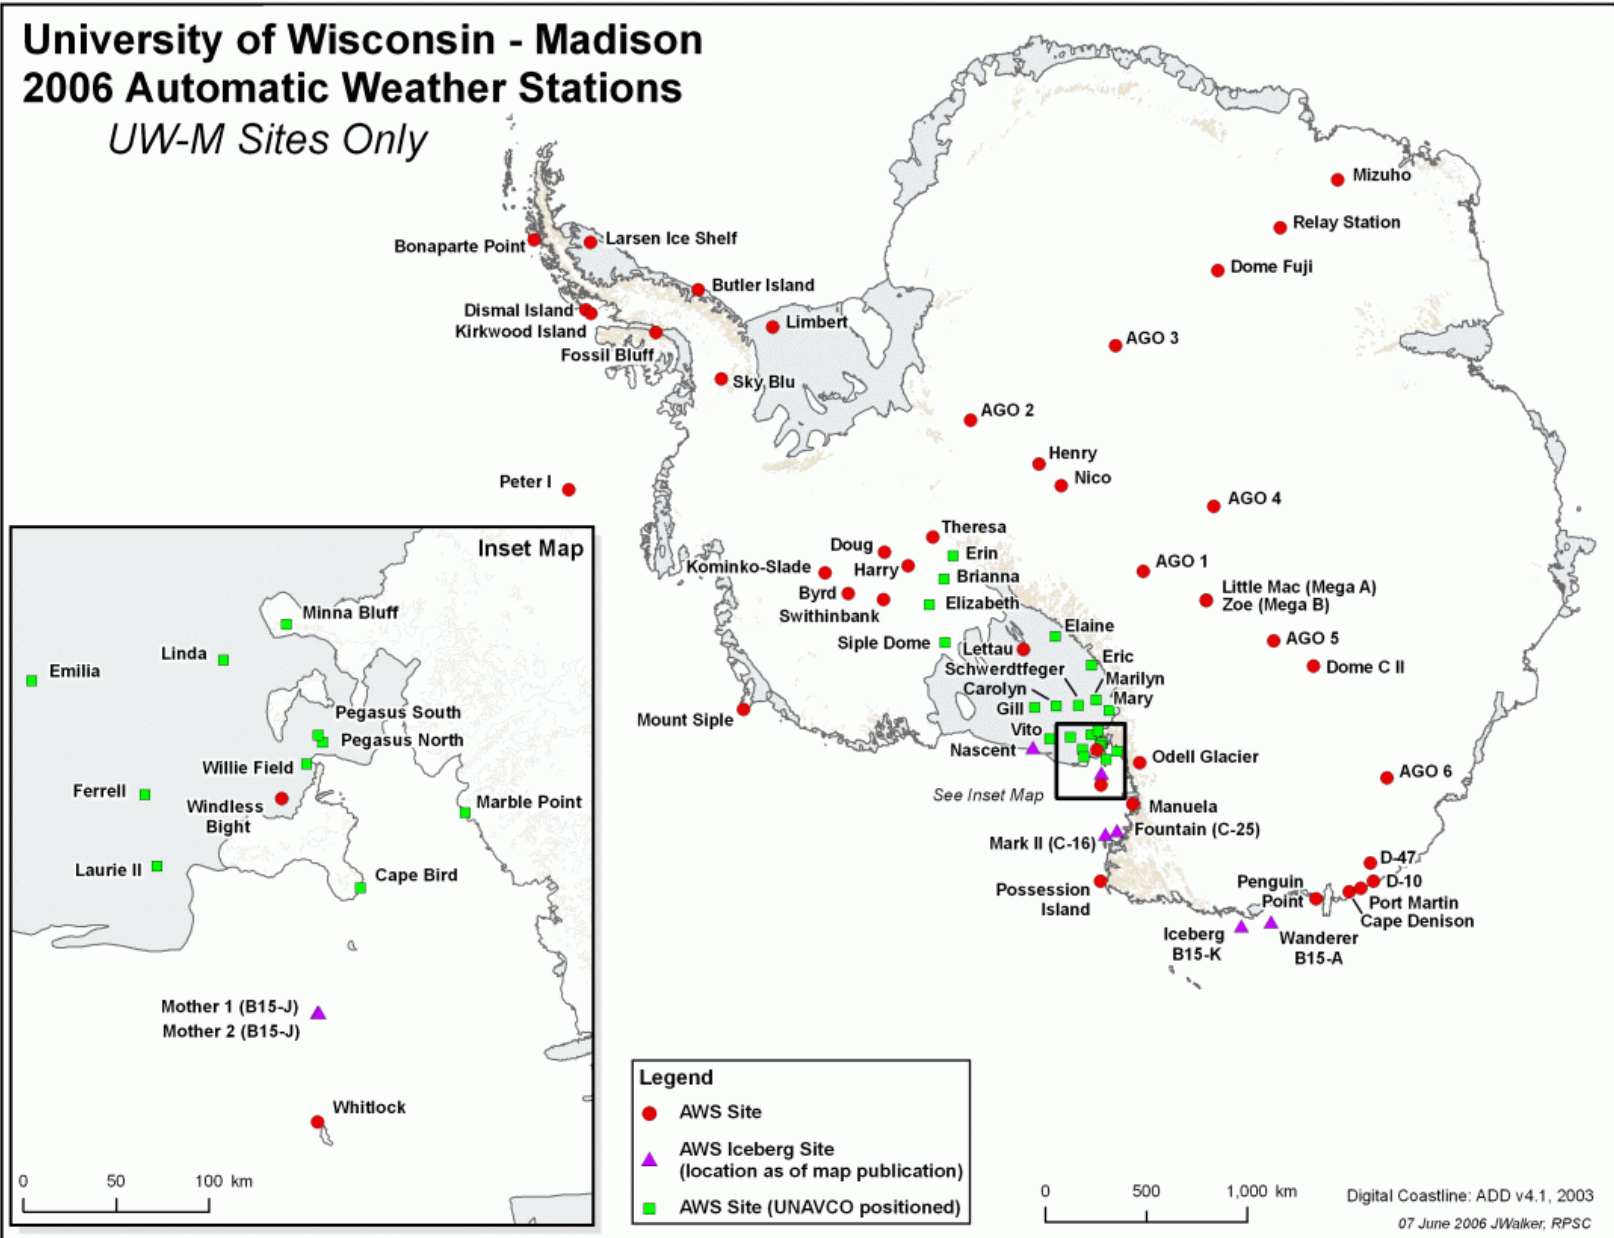 University of Wisconsin - Madison
2006 Automatic Weather Stations
UW-M Sites Only
Mizuho
Relay Station
Bonaparte Point
Larsen Ice Shelf
Dome Fuji
Butler Island
Dismal Island
Limbert
Kirkwood Island
AGO 3
Fossil Bluff
Sky Blu
AGO 2
Henry
Nico
Peter I
AGO 4
Theresa
Doug
Erin
Kominko-Slade
Harry
AGO 1
Brianna
Little Mac (Mega A)
Zoe (Mega B)
Byrd
Swithinbank
Elizabeth
Elaine
Siple Dome
AGO 5
Lettau
Eric
Dome C II
Schwerdtfeger
Marilyn
Carolyn
Mary
Gill
Mount Siple
Vito
Nascent
Odell Glacier
AGO 6
See Inset Map
Manuela
Fountain (C-25)
Mark II (C-16)
D-47
Possession
Island
Penguin
Point
D-10
Port Martin
Cape Denison
Iceberg
B15-K
Wanderer
B15-A
Inset Map
Minna Bluff
Linda
Emilia
Pegasus South
Pegasus North
Willie Field
Ferrell
Windless
Bight
Marble Point
Laurie II
Cape Bird
Mother 1 (B15-J)
Mother 2 (B15-J)
Whitlock
0 50 100 km
Legend
AWS Site
AWS Iceberg Site
(location as of map publication)
AWS Site (UNAVCO positioned)
0 500 1,000 km
Digital Coastline: ADD v4.1, 2003
07 June 2006 JWalker, RPSC